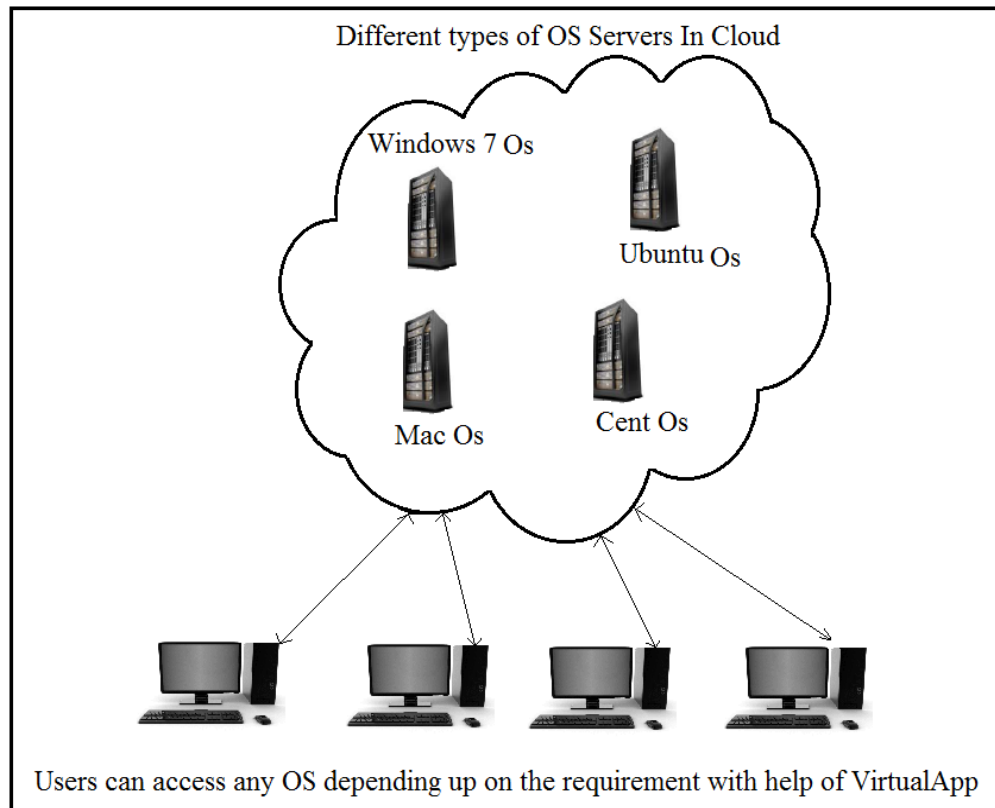 Different types of OS Servers In Cloud
Windows 7 Os
Ubuntu Os
Mac Os
Cent Os
Users can access any OS depending up on the requirement with help of VirtualApp